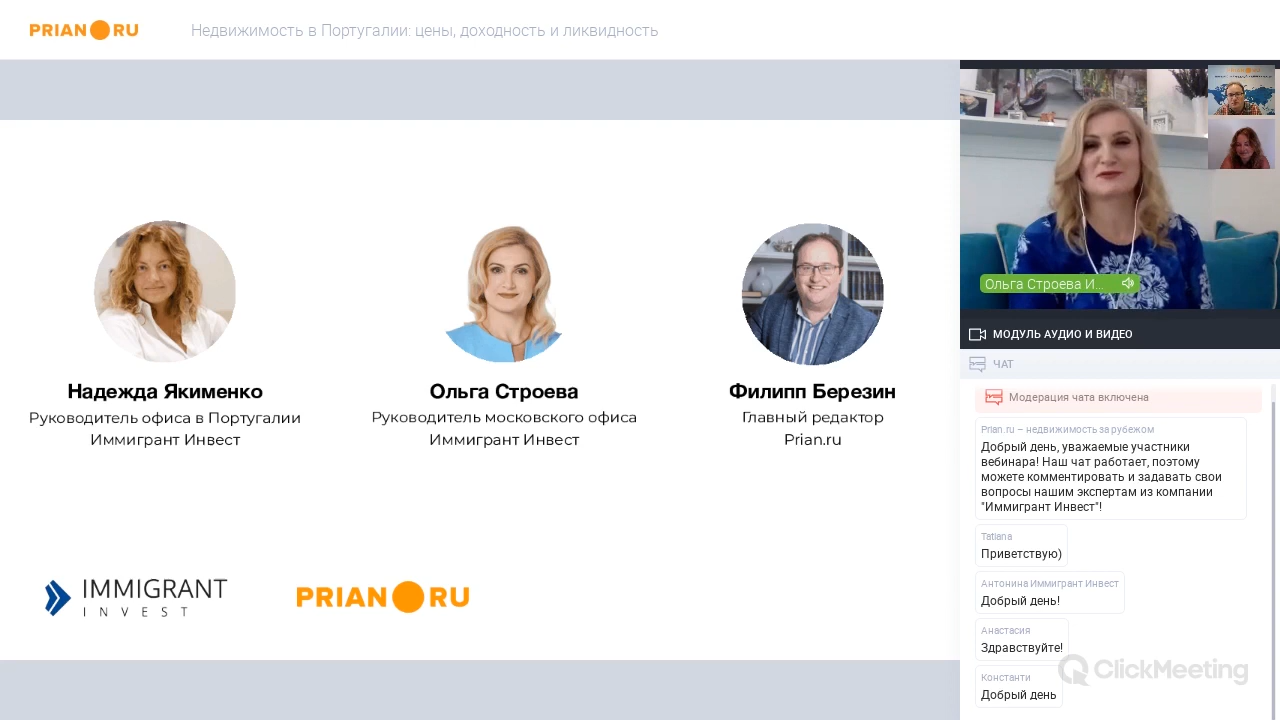 PRIAN RU
Недвижимость в Португалии: цены, доходность и ликвидность
Надежда Якименко
Руководитель офиса в Португалии
Иммигрант Инвест
Ольга Строева
Руководитель московского офиса
Иммигрант Инвест
Филипп Березин
Главный редактор
Prian.ru
IMMIGRANT
INVEST
PRIAN RU
Ольга Строева И...
МОДУЛЬ АУДИО И ВИДЕО
ЧАТ
Модерация чата включена
Prian.ru – недвижимость за рубежом
Добрый день, уважаемые участники
вебинара! Наш чат работает, поэтому
можете комментировать и задавать свои
вопросы нашим экспертам из компании
"Иммигрант Инвест"!
Tatiana
Приветствую)
Антонина Иммигрант Инвест
Добрый день!
Анастасия
Здравствуйте!
Константи
Добрый день
ClickMeeting